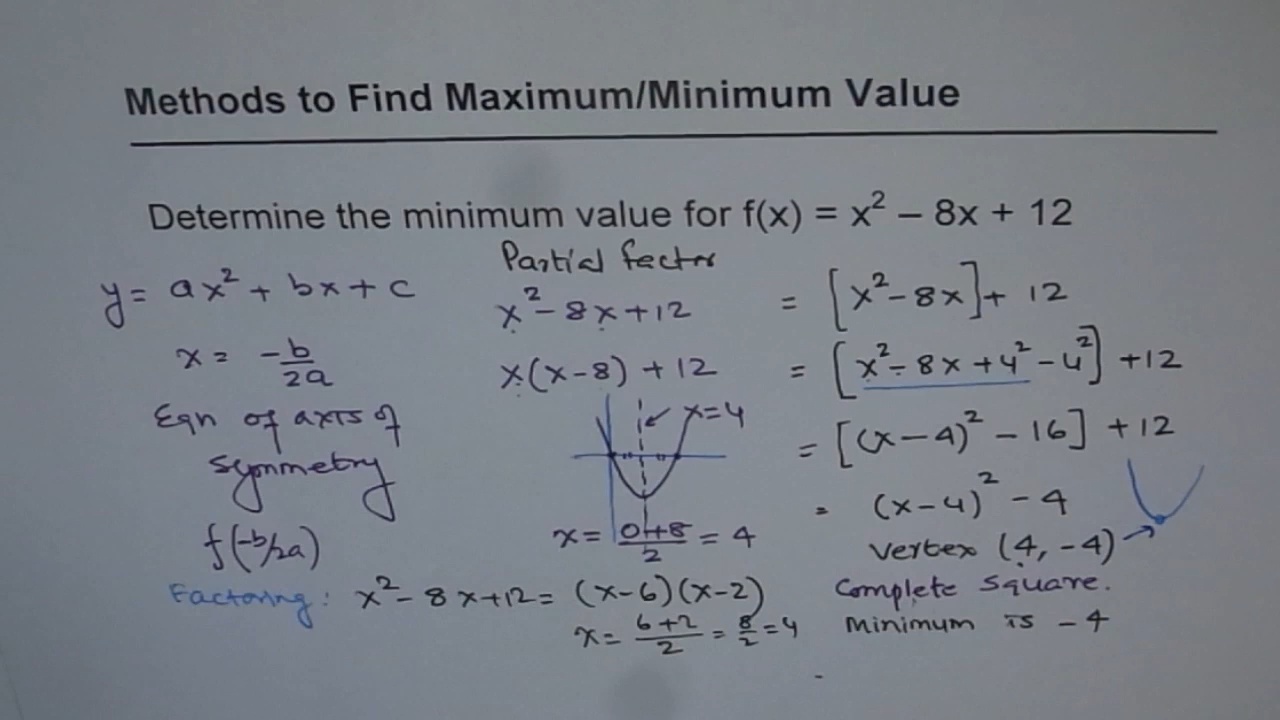 Methods to Find Maximum/Minimum Value
Determine the minimum value for f(x) = x² – 8x + 12
y = ax² + bx + c
x = -b/2a
Eqn of axis of
symmetry
f(-b/2a)
Partial factor
x² - 8x + 12
x(x-8) + 12
x=4
x = (0+8)/2 = 4
= [x² - 8x] + 12
= [x² - 8x + 4² - 4²] + 12
= [(x-4)² - 16] + 12
= (x-4)² - 4
Vertex (4, -4)
Complete Square.
Minimum is -4
Factoring: x² - 8x + 12 = (x-6)(x-2)
x = (6+2)/2 = 8/2 = 4